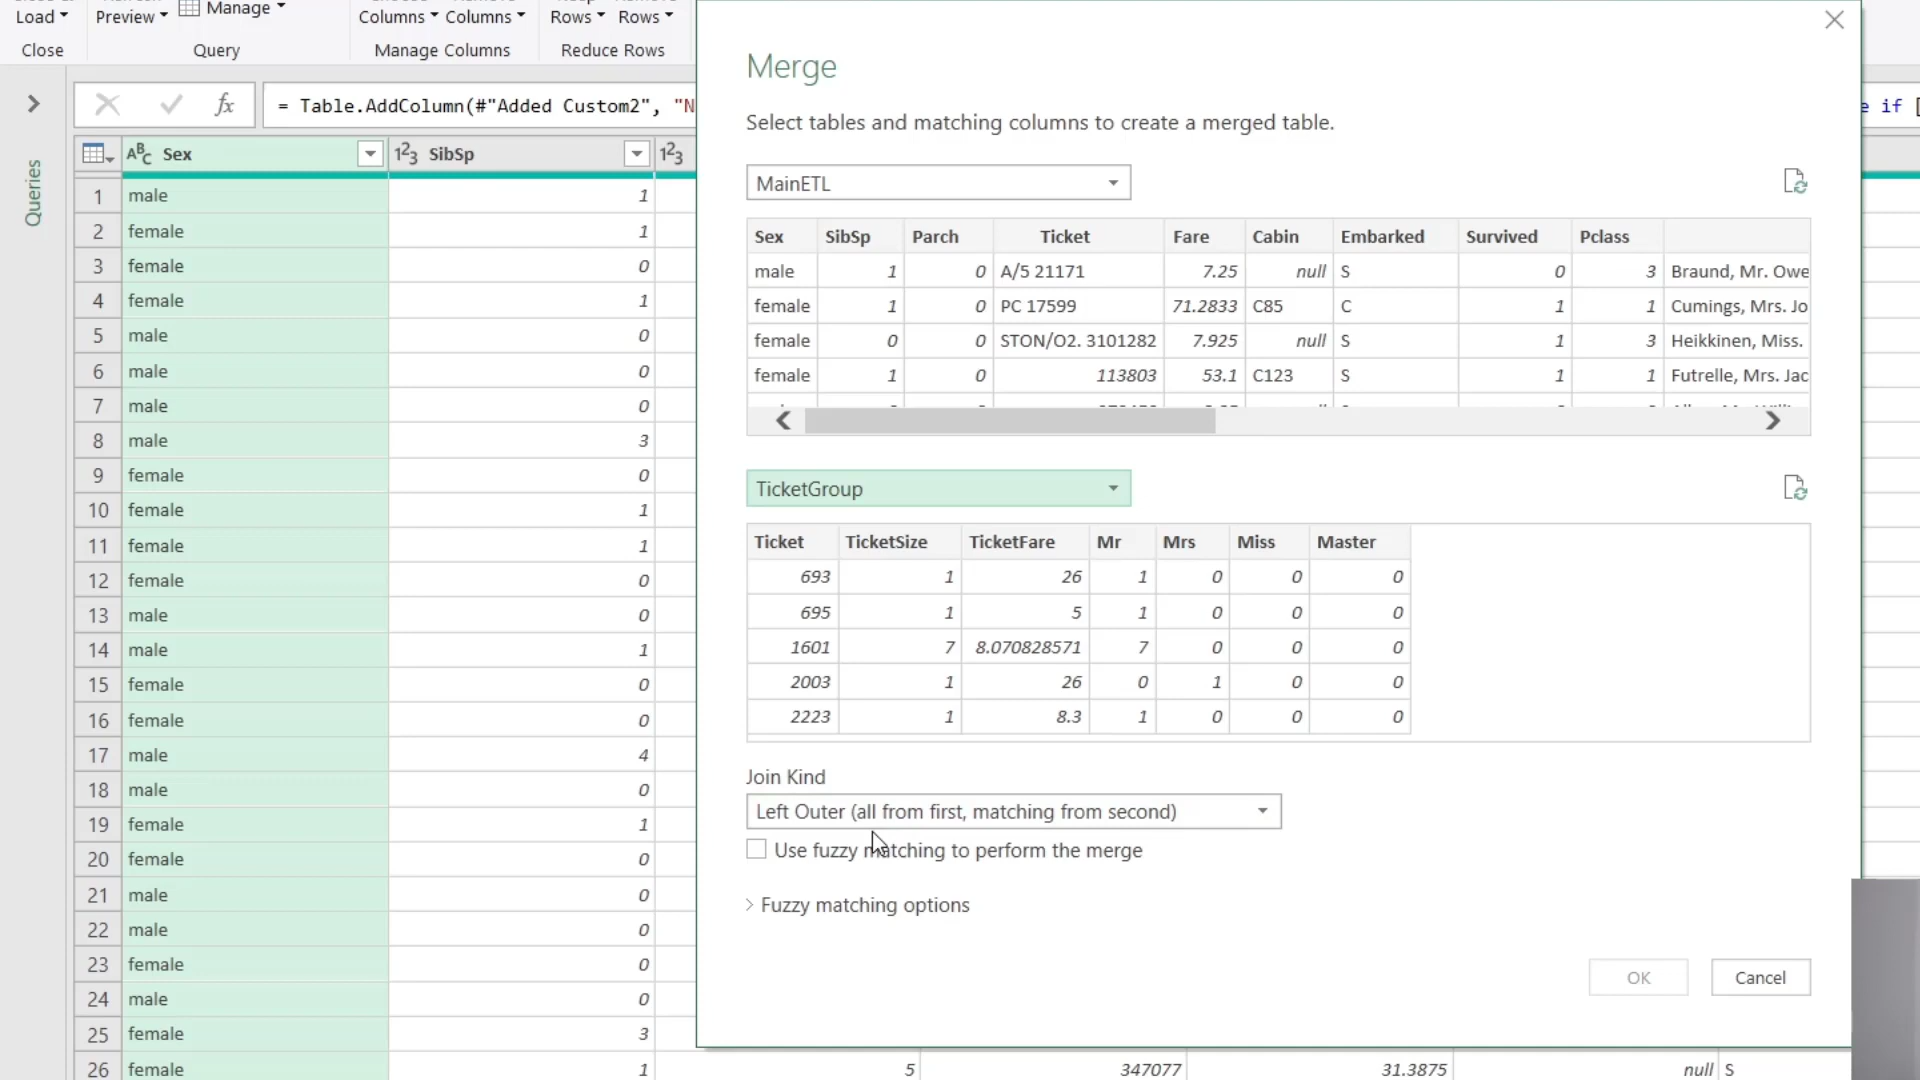 Load
Preview
Manage
Columns
Columns
Rows
Rows
Close
Query
Manage Columns
Reduce Rows
fx
= Table.AddColumn(#"Added Custom2", "N
e if [
Queries
ABC Sex
123 SibSp
123
1 male 1
2 female 1
3 female 0
4 female 1
5 male 0
6 male 0
7 male 0
8 male 3
9 female 0
10 female 1
11 female 1
12 female 0
13 male 0
14 male 1
15 female 0
16 female 0
17 male 4
18 male 0
19 female 1
20 female 0
21 male 0
22 male 0
23 female 0
24 male 0
25 female 3
26 female 1 5 347077 31.3875 null S
Merge
Select tables and matching columns to create a merged table.
MainETL
Sex SibSp Parch Ticket Fare Cabin Embarked Survived Pclass
male 1 0 A/5 21171 7.25 null S 0 3 Braund, Mr. Owe
female 1 0 PC 17599 71.2833 C85 C 1 1 Cumings, Mrs. Jo
female 0 0 STON/O2. 3101282 7.925 null S 1 3 Heikkinen, Miss.
female 1 0 113803 53.1 C123 S 1 1 Futrelle, Mrs. Jac
TicketGroup
Ticket TicketSize TicketFare Mr Mrs Miss Master
693 1 26 1 0 0 0
695 1 5 1 0 0 0
1601 7 8.070828571 7 0 0 0
2003 1 26 0 1 0 0
2223 1 8.3 1 0 0 0
Join Kind
Left Outer (all from first, matching from second)
Use fuzzy matching to perform the merge
Fuzzy matching options
OK
Cancel